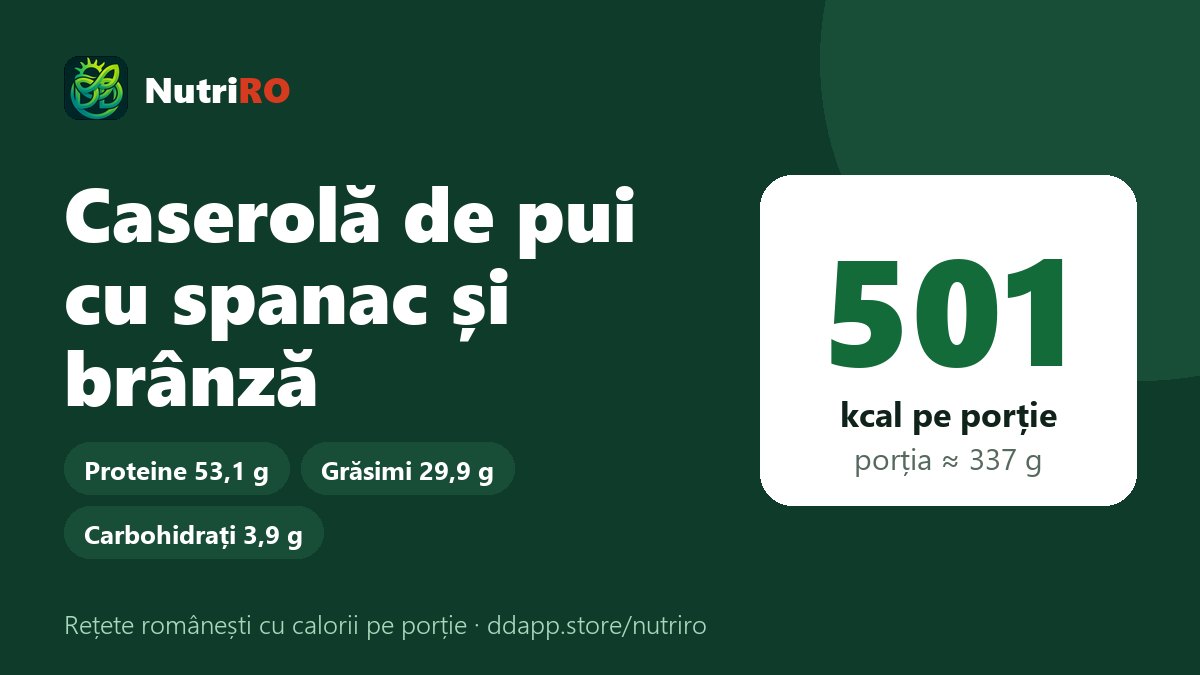 NutriRO
Caserolă de pui
cu spanac și
brânză
Proteine 53,1 g
Grăsimi 29,9 g
Carbohidrați 3,9 g
501
kcal pe porție
porția ≈ 337 g
Rețete românești cu calorii pe porție · ddapp.store/nutriro